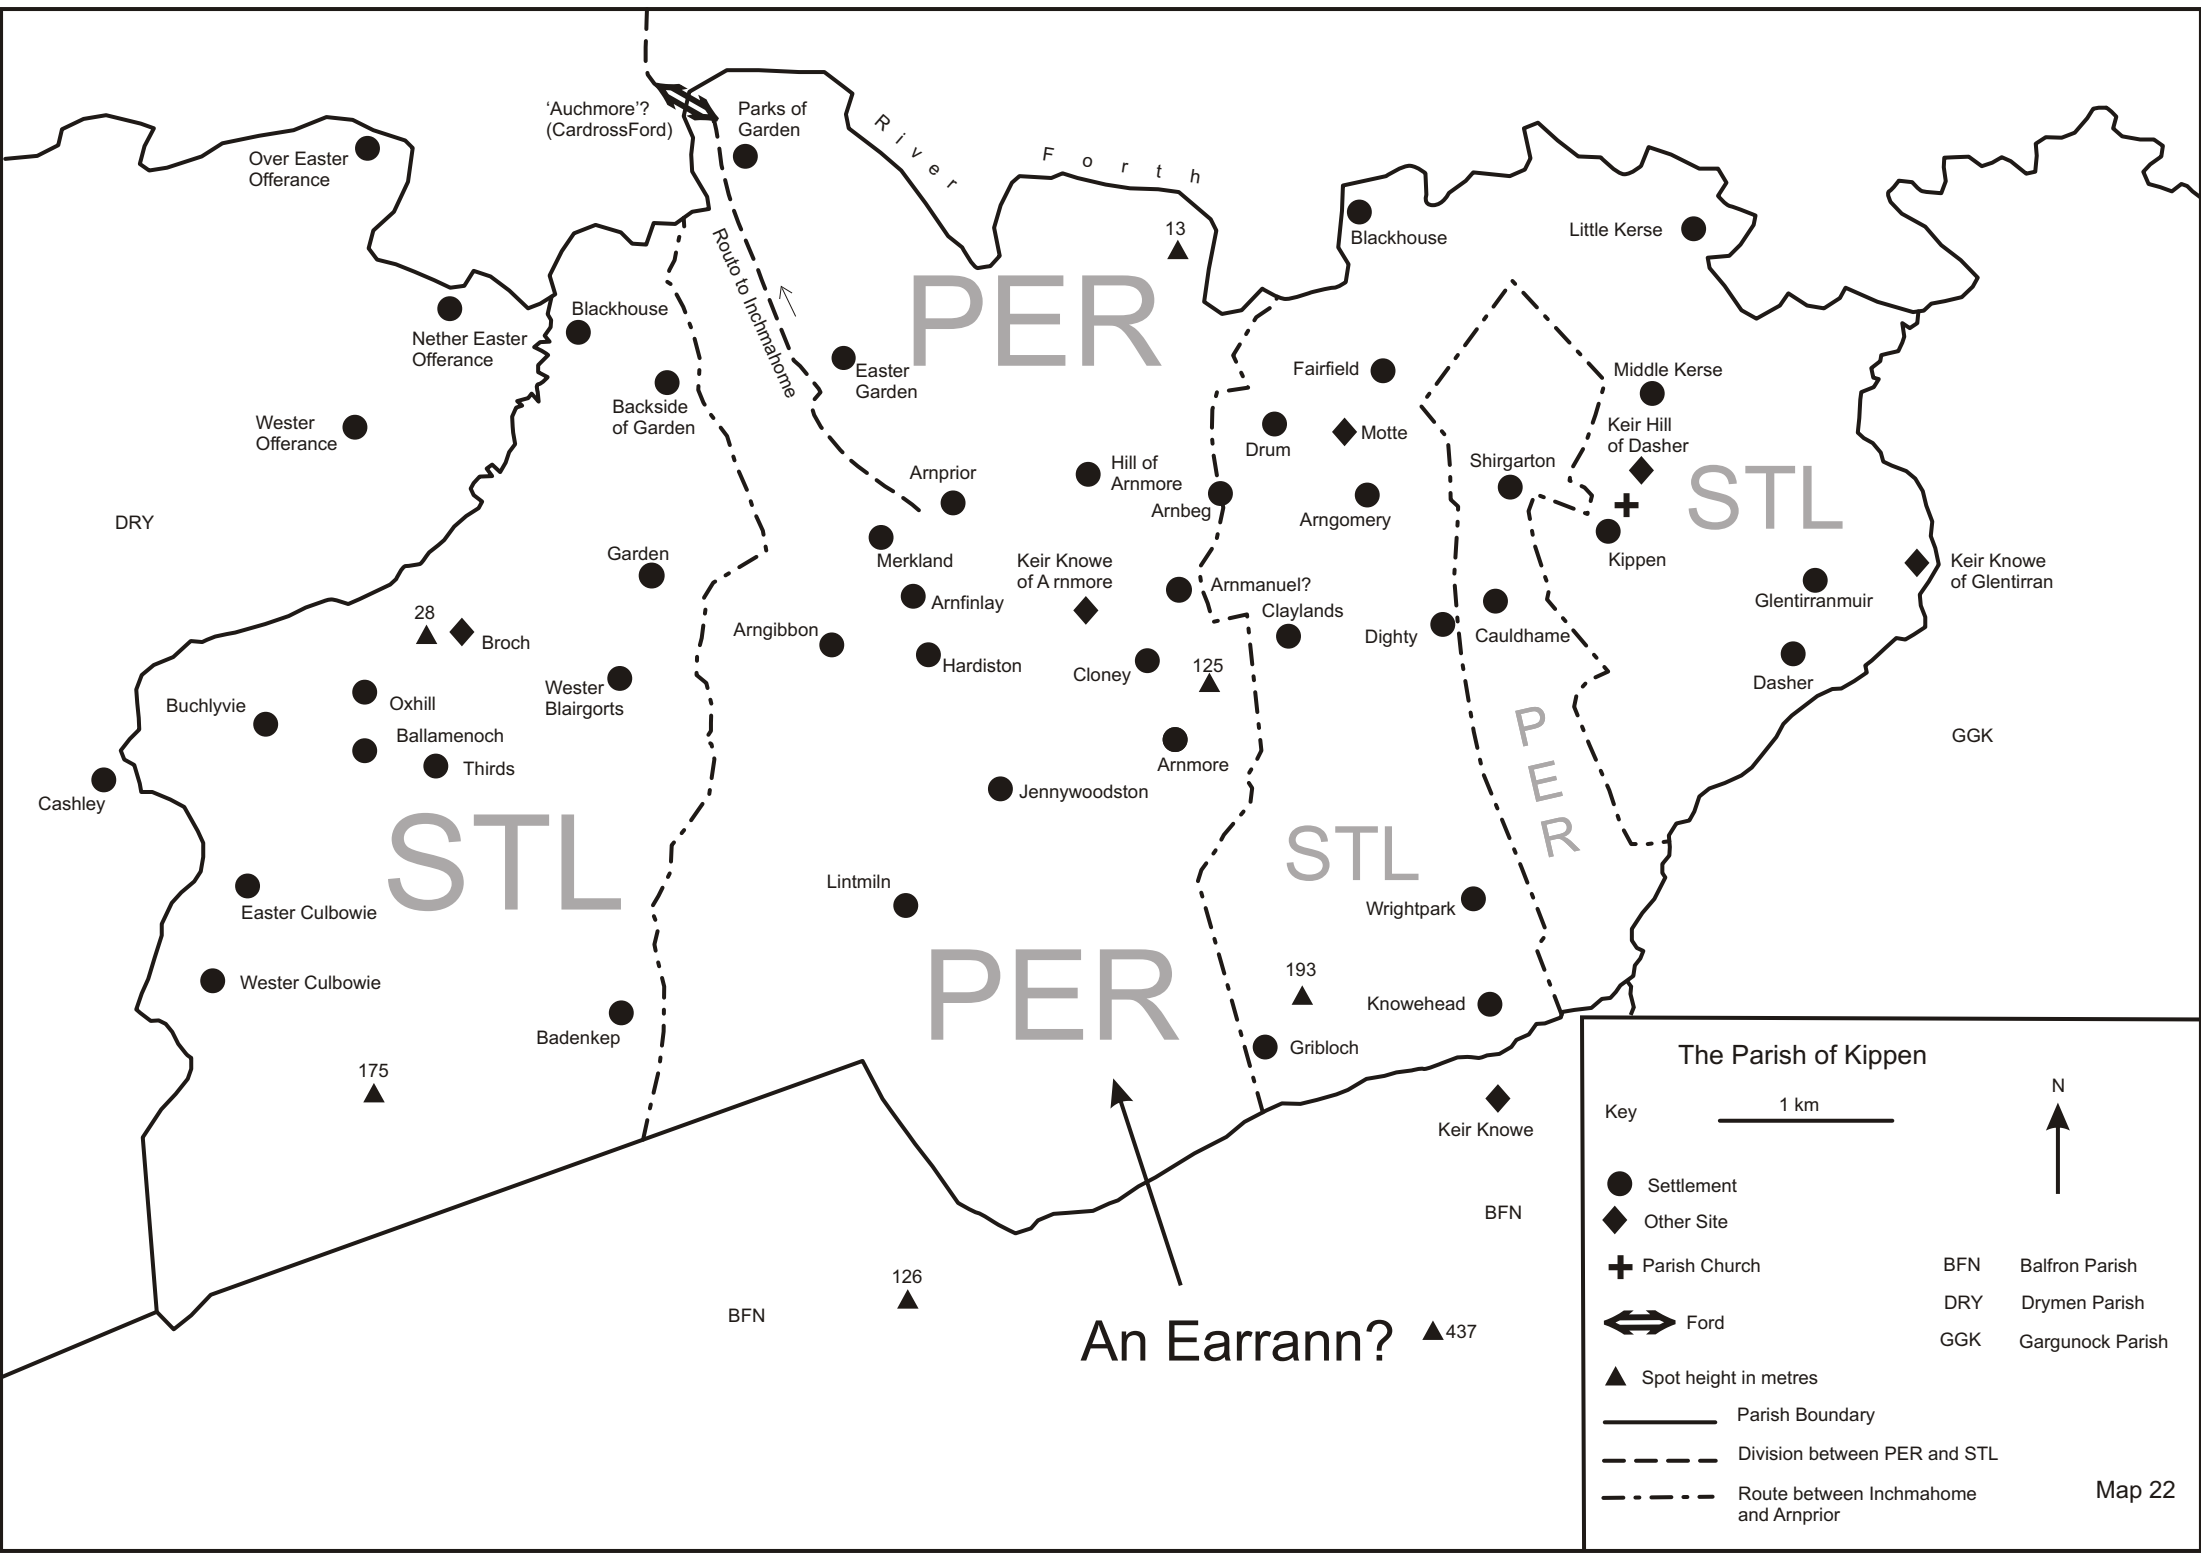 'Auchmore'?
(CardrossFord)
Parks of
Garden
River
Forth
Over Easter
Offerance
13
Blackhouse
Little Kerse
Routo to Inchmahome
PER
Blackhouse
Nether Easter
Offerance
Easter
Garden
Fairfield
Middle Kerse
Backside
of Garden
Wester
Offerance
Drum
Motte
Keir Hill
of Dasher
Arnprior
Hill of
Arnmore
Shirgarton
STL
Arnbeg
Arngomery
DRY
Garden
Merkland
Keir Knowe
of A rnmore
Kippen
Keir Knowe
of Glentirran
Arnmanuel?
Claylands
Glentirranmuir
28
Broch
Arnfinlay
Arngibbon
Dighty
Cauldhame
Hardiston
Cloney
125
Dasher
Wester
Blairgorts
Buchlyvie
Oxhill
PER
Ballamenoch
Thirds
GGK
Arnmore
Cashley
Jennywoodston
STL
STL
Lintmiln
Easter Culbowie
Wrightpark
PER
Wester Culbowie
193
Knowehead
Badenkep
Gribloch
175
Keir Knowe
BFN
126
BFN
An Earrann?
437
The Parish of Kippen
Key
1 km
N
Settlement
Other Site
Parish Church
Ford
Spot height in metres
Parish Boundary
Division between PER and STL
Route between Inchmahome
and Arnprior
BFN Balfron Parish
DRY Drymen Parish
GGK Gargunock Parish
Map 22